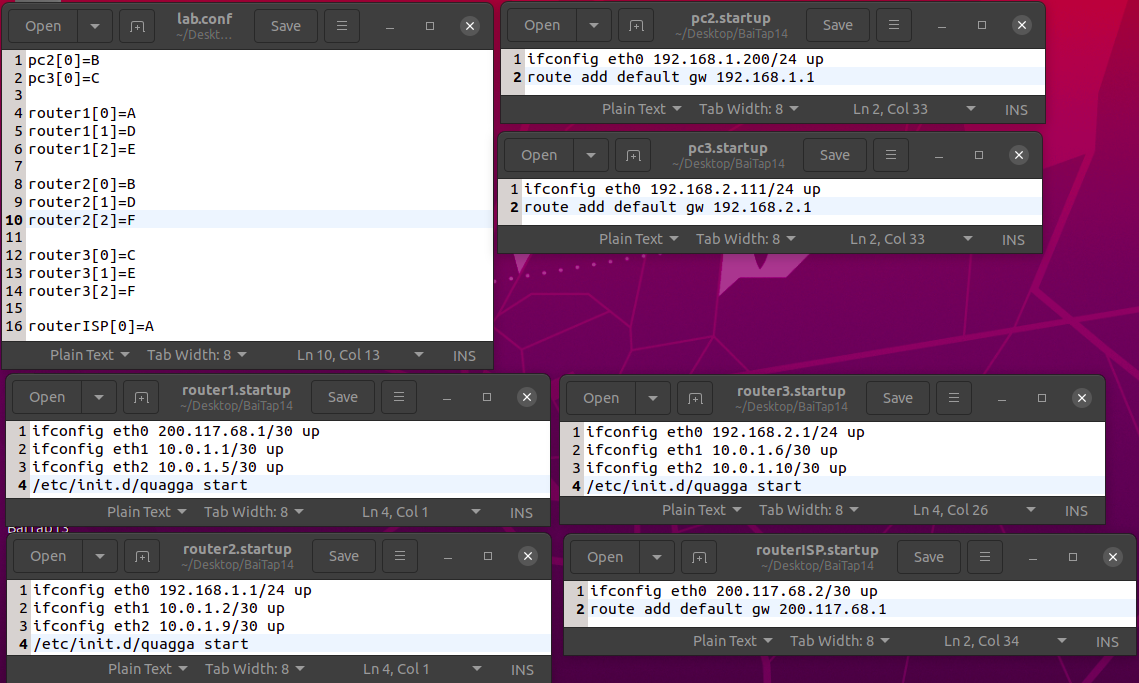 Open
lab.conf
~/Deskt…
Save
1 pc2[0]=B
2 pc3[0]=C
3
4 router1[0]=A
5 router1[1]=D
6 router1[2]=E
7
8 router2[0]=B
9 router2[1]=D
10 router2[2]=F
11
12 router3[0]=C
13 router3[1]=E
14 router3[2]=F
15
16 routerISP[0]=A
Plain Text Tab Width: 8 Ln 10, Col 13 INS
Open
pc2.startup
~/Desktop/BaiTap14
Save
1 ifconfig eth0 192.168.1.200/24 up
2 route add default gw 192.168.1.1
Plain Text Tab Width: 8 Ln 2, Col 33 INS
Open
pc3.startup
~/Desktop/BaiTap14
Save
1 ifconfig eth0 192.168.2.111/24 up
2 route add default gw 192.168.2.1
Plain Text Tab Width: 8 Ln 2, Col 33 INS
Open
router1.startup
~/Desktop/BaiTap14
Save
1 ifconfig eth0 200.117.68.1/30 up
2 ifconfig eth1 10.0.1.1/30 up
3 ifconfig eth2 10.0.1.5/30 up
4 /etc/init.d/quagga start
Plain Text Tab Width: 8 Ln 4, Col 1 INS
Open
router3.startup
~/Desktop/BaiTap14
Save
1 ifconfig eth0 192.168.2.1/24 up
2 ifconfig eth1 10.0.1.6/30 up
3 ifconfig eth2 10.0.1.10/30 up
4 /etc/init.d/quagga start
Plain Text Tab Width: 8 Ln 4, Col 26 INS
BaiTap13
Open
router2.startup
~/Desktop/BaiTap14
Save
1 ifconfig eth0 192.168.1.1/24 up
2 ifconfig eth1 10.0.1.2/30 up
3 ifconfig eth2 10.0.1.9/30 up
4 /etc/init.d/quagga start
Plain Text Tab Width: 8 Ln 4, Col 1 INS
Open
routerISP.startup
~/Desktop/BaiTap14
Save
1 ifconfig eth0 200.117.68.2/30 up
2 route add default gw 200.117.68.1
Plain Text Tab Width: 8 Ln 2, Col 34 INS